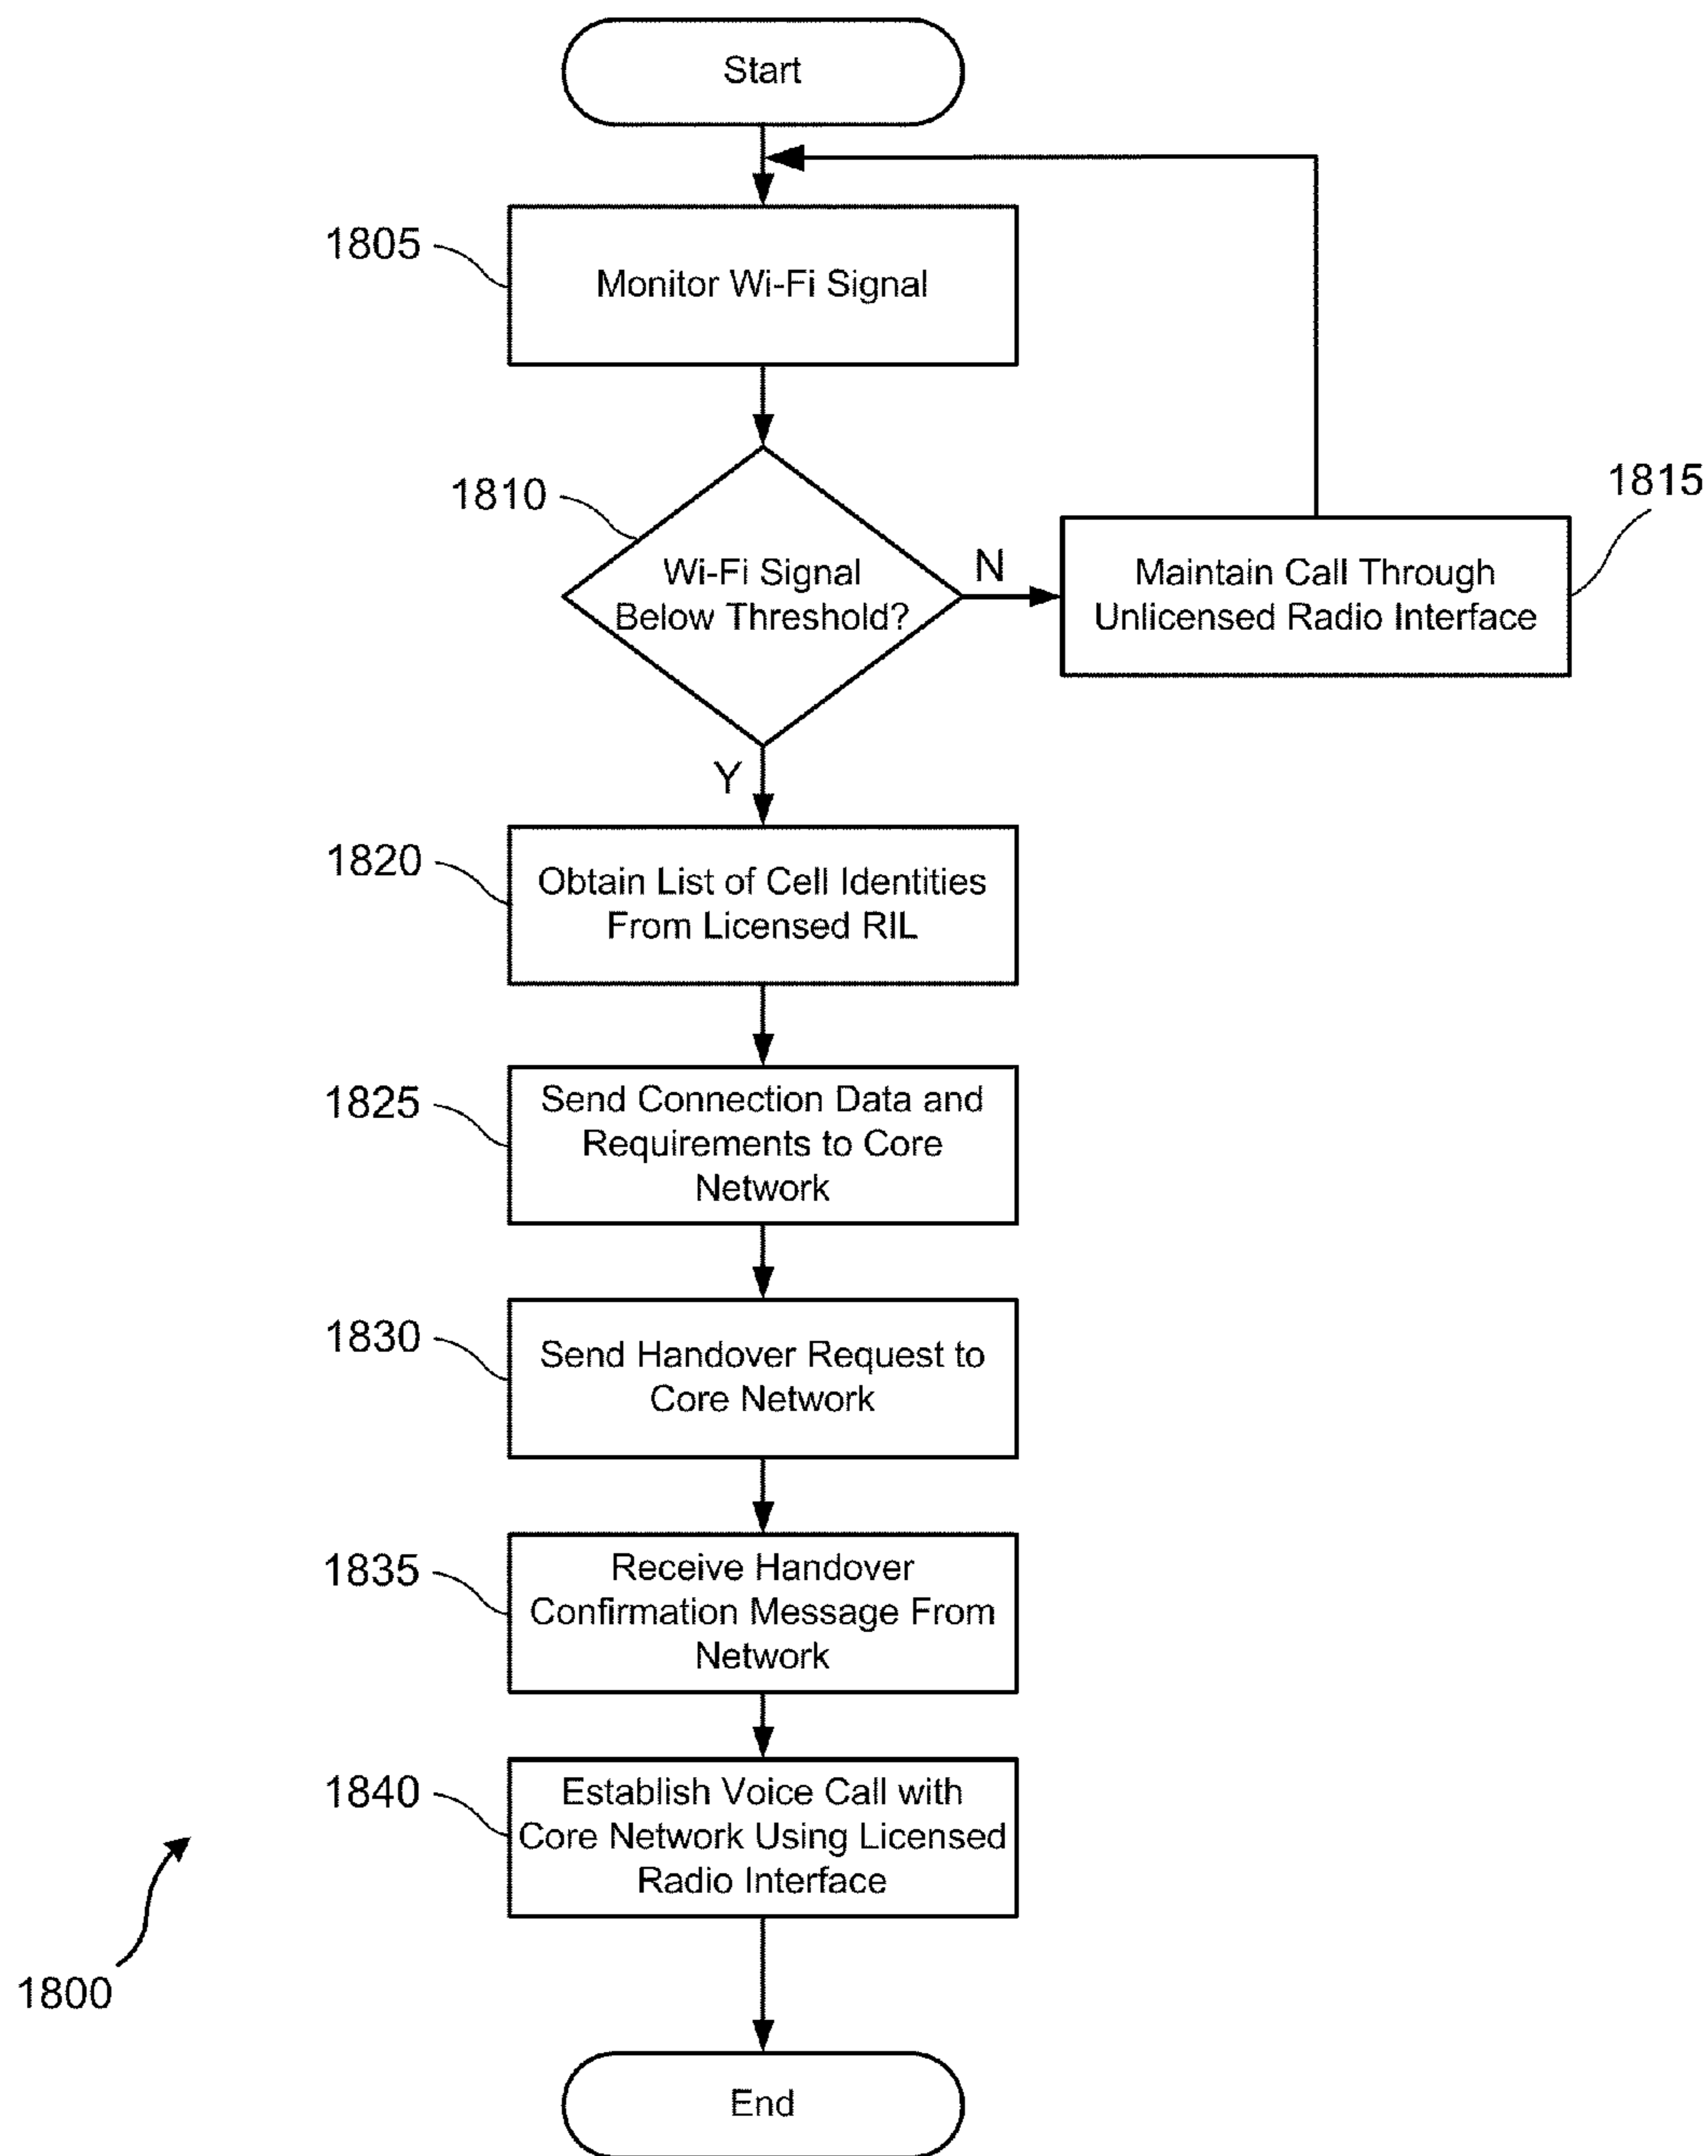 Start
1805
Monitor Wi-Fi Signal
1810
Wi-Fi Signal
Below Threshold?
N
1815
Maintain Call Through
Unlicensed Radio Interface
Y
1820
Obtain List of Cell Identities
From Licensed RIL
1825
Send Connection Data and
Requirements to Core
Network
1830
Send Handover Request to
Core Network
1835
Receive Handover
Confirmation Message From
Network
1840
Establish Voice Call with
Core Network Using Licensed
Radio Interface
1800
End